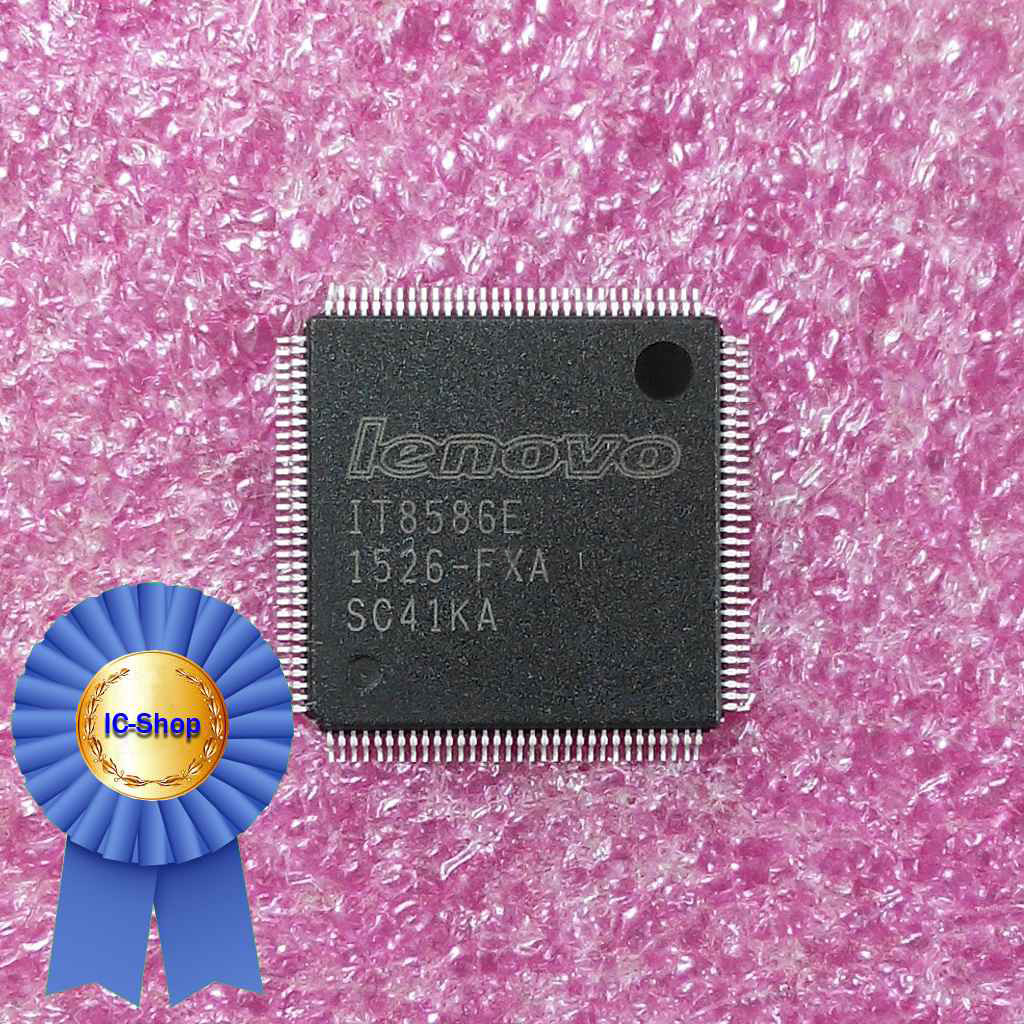 lenovo
IT8586E
1526-FXA
SC41KA
IC-Shop